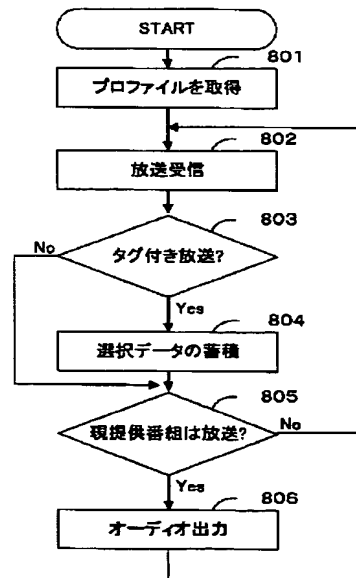 START
801
プロファイルを取得
802
放送受信
803
No
タグ付き放送?
Yes
804
選択データの蓄積
805
現提供番組は放送?
No
Yes
806
オーディオ出力